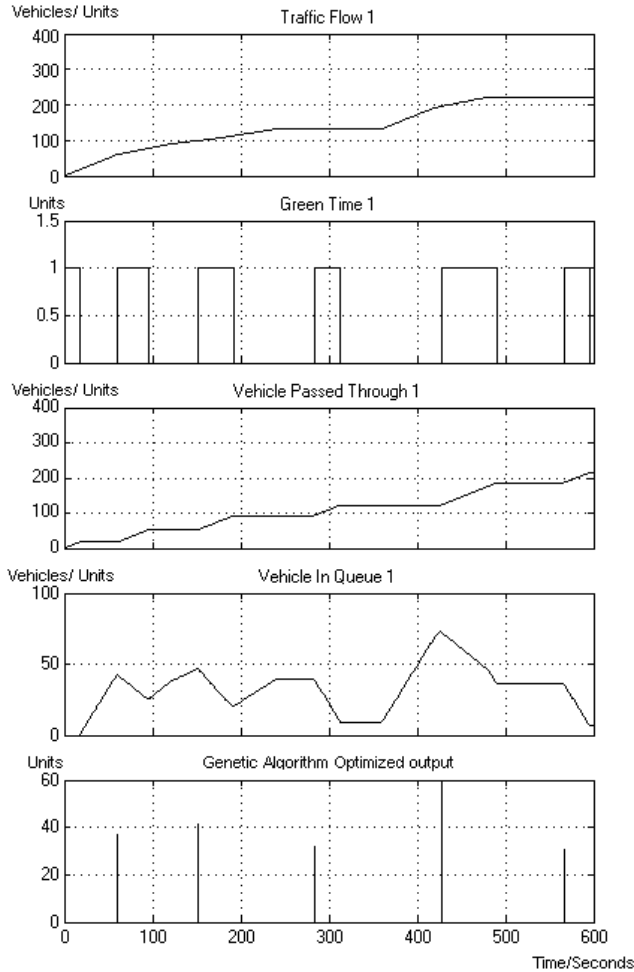 Vehicles/ Units
Traffic Flow 1
400
300
200
100
0
Units
Green Time 1
1.5
1
0.5
0
Vehicles/ Units
Vehicle Passed Through 1
400
300
200
100
0
Vehicles/ Units
Vehicle In Queue 1
100
50
0
Units
Genetic Algorithm Optimized output
60
40
20
0
0 100 200 300 400 500 600
Time/Seconds